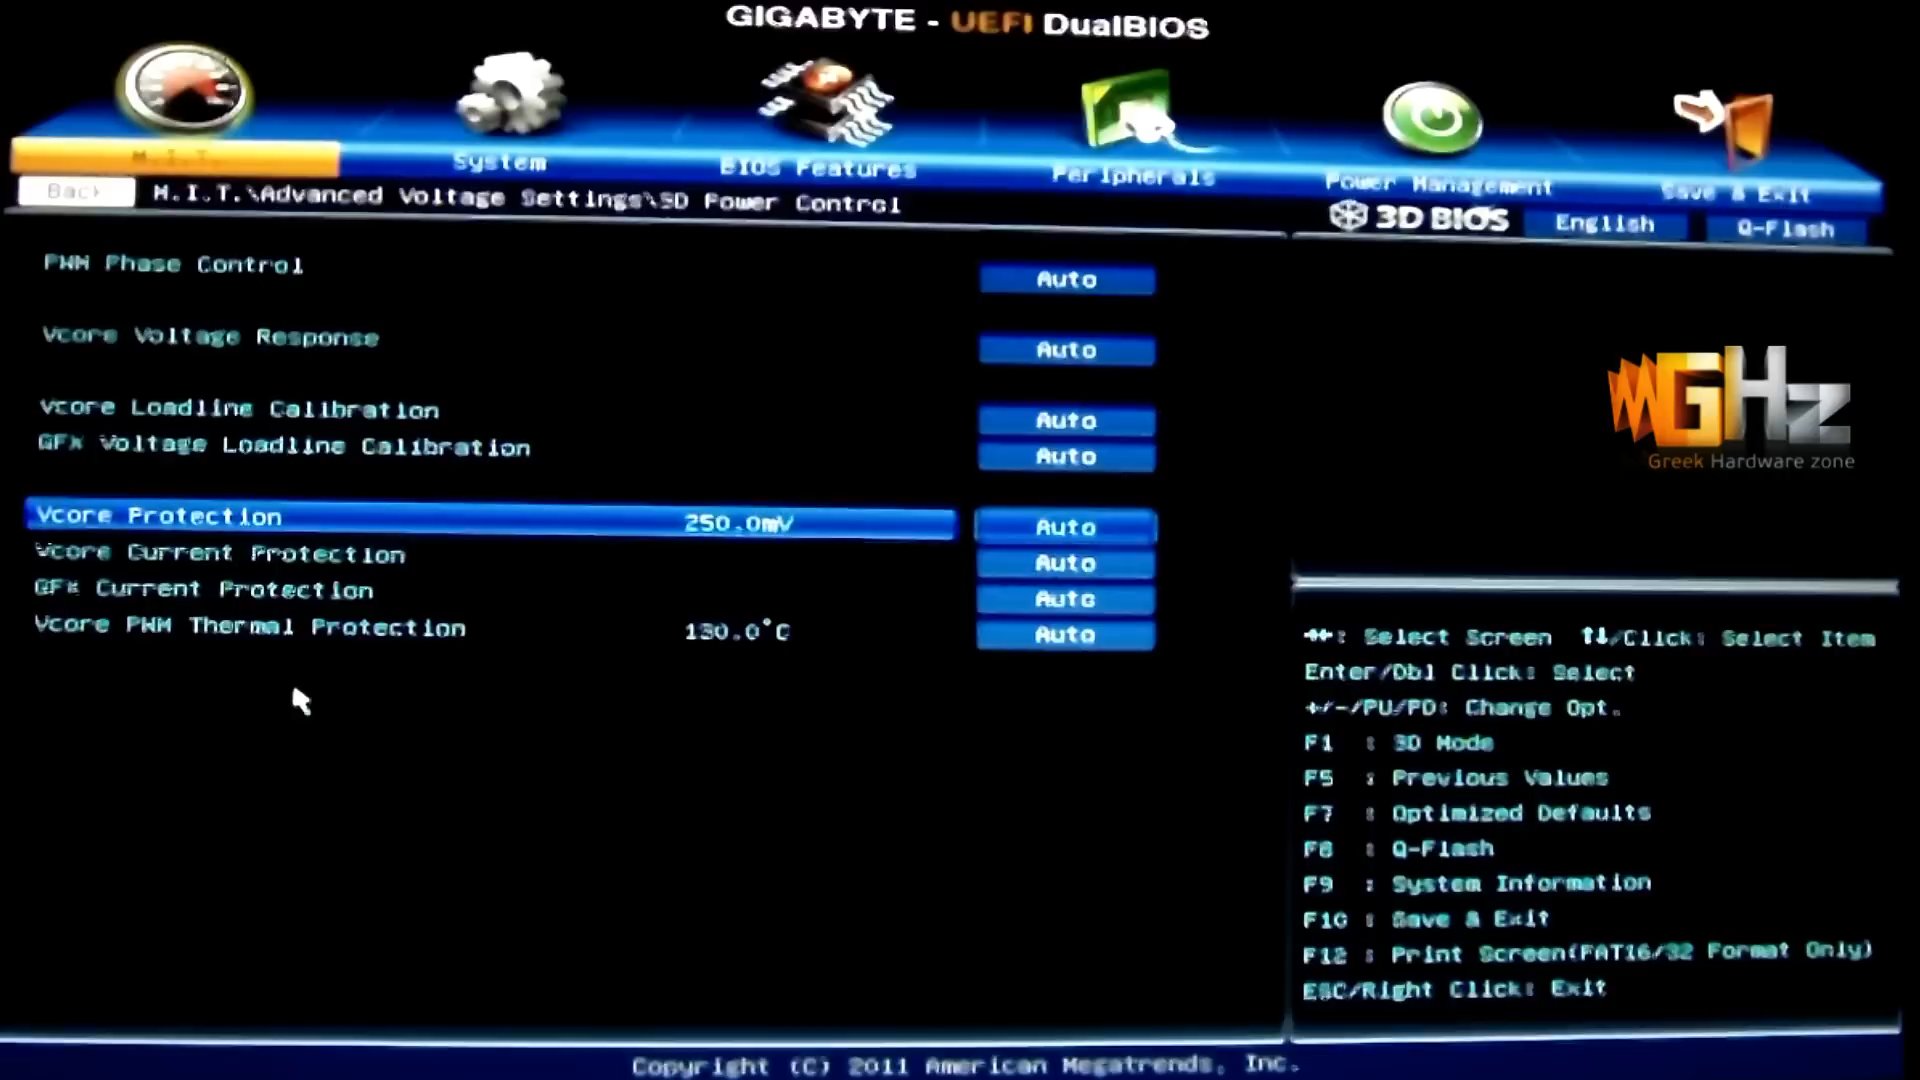 GIGABYTE - UEFI DualBIOS
M.I.T.
System
BIOS Features
Peripherals
Power Management
Save & Exit
Back
M.I.T.\Advanced Voltage Settings\3D Power Control
3D BIOS
English
Q-Flash
PWM Phase Control Auto
Vcore Voltage Response Auto
Vcore Loadline Calibration Auto
GFX Voltage Loadline Calibration Auto
Vcore Protection 250.0mV Auto
Vcore Current Protection Auto
GFX Current Protection Auto
Vcore PWM Thermal Protection 130.0°C Auto
GHz
Greek Hardware zone
→←: Select Screen ↑↓/Click: Select Item
Enter/Dbl Click: Select
+/-/PU/PD: Change Opt.
F1 : 3D Mode
F5 : Previous Values
F7 : Optimized Defaults
F8 : Q-Flash
F9 : System Information
F10 : Save & Exit
F12 : Print Screen(FAT16/32 Format Only)
ESC/Right Click: Exit
Copyright (C) 2011 American Megatrends, Inc.